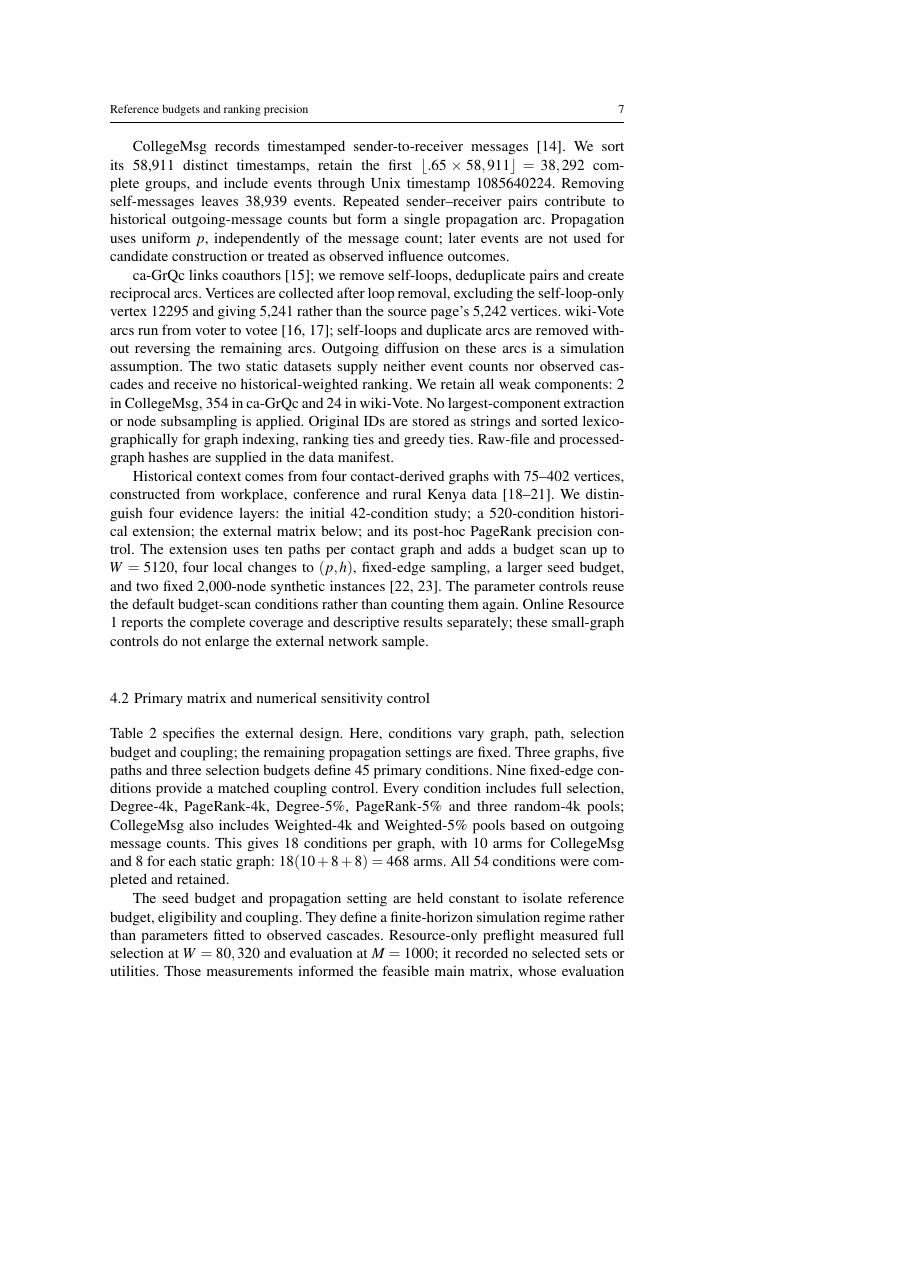 Reference budgets and ranking precision 7
CollegeMsg records timestamped sender-to-receiver messages [14]. We sort
its 58,911 distinct timestamps, retain the first ⌊.65 × 58,911⌋ = 38,292 com-
plete groups, and include events through Unix timestamp 1085640224. Removing
self-messages leaves 38,939 events. Repeated sender–receiver pairs contribute to
historical outgoing-message counts but form a single propagation arc. Propagation
uses uniform p, independently of the message count; later events are not used for
candidate construction or treated as observed influence outcomes.
ca-GrQc links coauthors [15]; we remove self-loops, deduplicate pairs and create
reciprocal arcs. Vertices are collected after loop removal, excluding the self-loop-only
vertex 12295 and giving 5,241 rather than the source page's 5,242 vertices. wiki-Vote
arcs run from voter to votee [16, 17]; self-loops and duplicate arcs are removed with-
out reversing the remaining arcs. Outgoing diffusion on these arcs is a simulation
assumption. The two static datasets supply neither event counts nor observed cas-
cades and receive no historical-weighted ranking. We retain all weak components: 2
in CollegeMsg, 354 in ca-GrQc and 24 in wiki-Vote. No largest-component extraction
or node subsampling is applied. Original IDs are stored as strings and sorted lexico-
graphically for graph indexing, ranking ties and greedy ties. Raw-file and processed-
graph hashes are supplied in the data manifest.
Historical context comes from four contact-derived graphs with 75–402 vertices,
constructed from workplace, conference and rural Kenya data [18–21]. We distin-
guish four evidence layers: the initial 42-condition study; a 520-condition histori-
cal extension; the external matrix below; and its post-hoc PageRank precision con-
trol. The extension uses ten paths per contact graph and adds a budget scan up to
W = 5120, four local changes to (p,h), fixed-edge sampling, a larger seed budget,
and two fixed 2,000-node synthetic instances [22, 23]. The parameter controls reuse
the default budget-scan conditions rather than counting them again. Online Resource
1 reports the complete coverage and descriptive results separately; these small-graph
controls do not enlarge the external network sample.
4.2 Primary matrix and numerical sensitivity control
Table 2 specifies the external design. Here, conditions vary graph, path, selection
budget and coupling; the remaining propagation settings are fixed. Three graphs, five
paths and three selection budgets define 45 primary conditions. Nine fixed-edge con-
ditions provide a matched coupling control. Every condition includes full selection,
Degree-4k, PageRank-4k, Degree-5%, PageRank-5% and three random-4k pools;
CollegeMsg also includes Weighted-4k and Weighted-5% pools based on outgoing
message counts. This gives 18 conditions per graph, with 10 arms for CollegeMsg
and 8 for each static graph: 18(10+8+8) = 468 arms. All 54 conditions were com-
pleted and retained.
The seed budget and propagation setting are held constant to isolate reference
budget, eligibility and coupling. They define a finite-horizon simulation regime rather
than parameters fitted to observed cascades. Resource-only preflight measured full
selection at W = 80,320 and evaluation at M = 1000; it recorded no selected sets or
utilities. Those measurements informed the feasible main matrix, whose evaluation